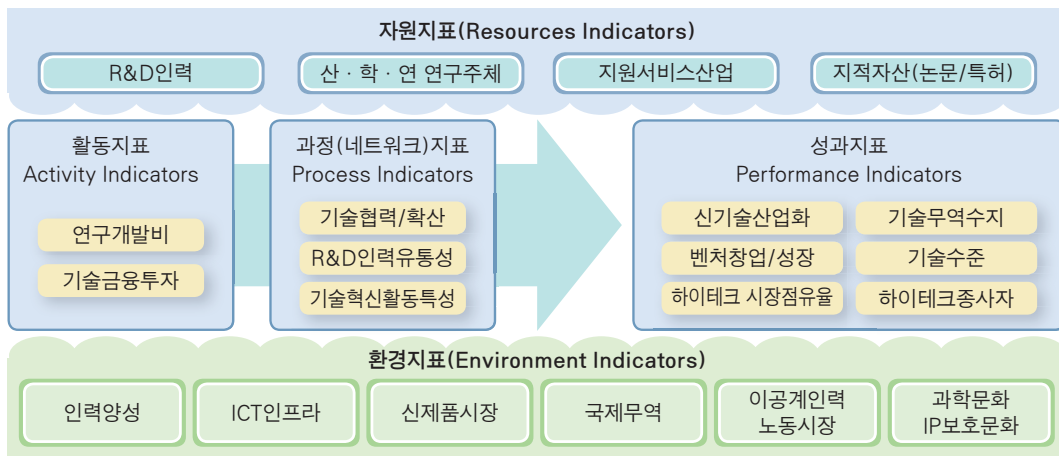 자원지표(Resources Indicators)
R&D인력
산 · 학 · 연 연구주체
지원서비스산업
지적자산(논문/특허)
활동지표
Activity Indicators
연구개발비
기술금융투자
과정(네트워크)지표
Process Indicators
기술협력/확산
R&D인력유통성
기술혁신활동특성
성과지표
Performance Indicators
신기술산업화
기술무역수지
벤처창업/성장
기술수준
하이테크 시장점유율
하이테크종사자
환경지표(Environment Indicators)
인력양성
ICT인프라
신제품시장
국제무역
이공계인력
노동시장
과학문화
IP보호문화